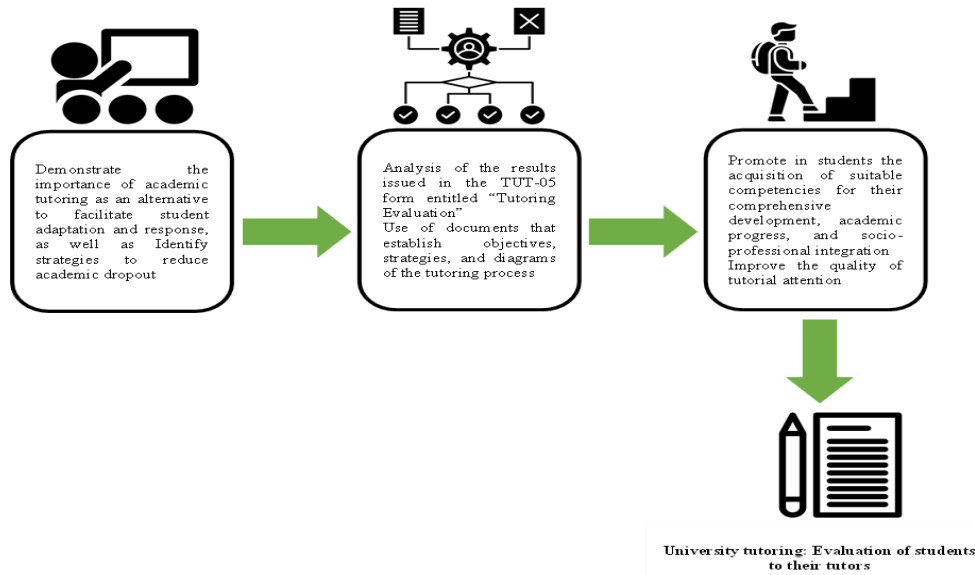 Demonstrate the
importance of academic
tutoring as an alternative
to facilitate student
adaptation and response,
as well as Identify
strategies to reduce
academic dropout
Analysis of the results
issued in the TUT-05
form entitled “Tutoring
Evaluation”
Use of documents that
establish objectives,
strategies, and diagrams
of the tutoring process
Promote in students the
acquisition of suitable
competencies for their
comprehensive
development, academic
progress, and socio-
professional integration
Improve the quality of
tutorial attention
University tutoring: Evaluation of students
to their tutors